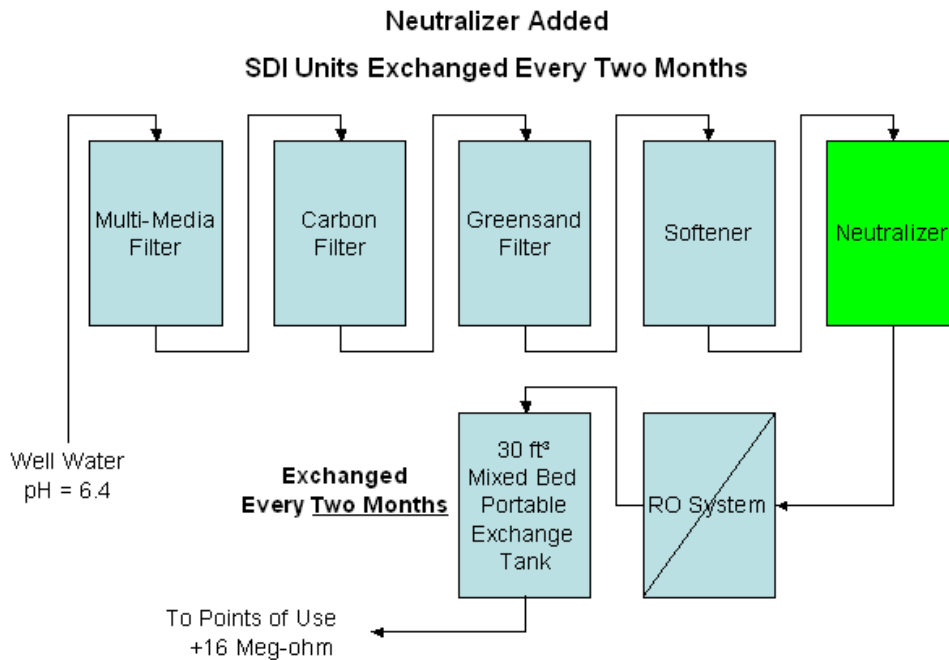 Neutralizer Added
SDI Units Exchanged Every Two Months
Multi-Media
Filter
Carbon
Filter
Greensand
Filter
Softener
Neutralizer
Well Water
pH = 6.4
Exchanged
Every Two Months
30 ft³
Mixed Bed
Portable
Exchange
Tank
RO System
To Points of Use
+16 Meg-ohm